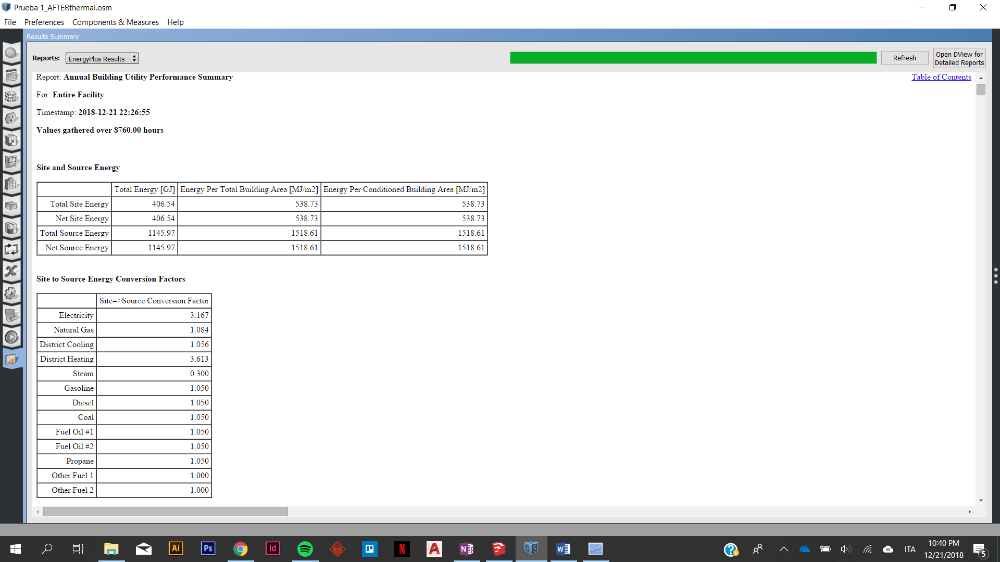 Prueba 1_AFTERthermal.osm
File Preferences Components & Measures Help
Results Summary
Reports: EnergyPlus Results Refresh Open DView for Detailed Reports
Report: Annual Building Utility Performance Summary Table of Contents
For: Entire Facility
Timestamp: 2018-12-21 22:26:55
Values gathered over 8760.00 hours
Site and Source Energy
Total Energy [GJ] Energy Per Total Building Area [MJ/m2] Energy Per Conditioned Building Area [MJ/m2]
Total Site Energy 406.54 538.73 538.73
Net Site Energy 406.54 538.73 538.73
Total Source Energy 1145.97 1518.61 1518.61
Net Source Energy 1145.97 1518.61 1518.61
Site to Source Energy Conversion Factors
Site=>Source Conversion Factor
Electricity 3.167
Natural Gas 1.084
District Cooling 1.056
District Heating 3.613
Steam 0.300
Gasoline 1.050
Diesel 1.050
Coal 1.050
Fuel Oil #1 1.050
Fuel Oil #2 1.050
Propane 1.050
Other Fuel 1 1.000
Other Fuel 2 1.000
Ai Ps Id N A N W ITA 10:40 PM 5
12/21/2018